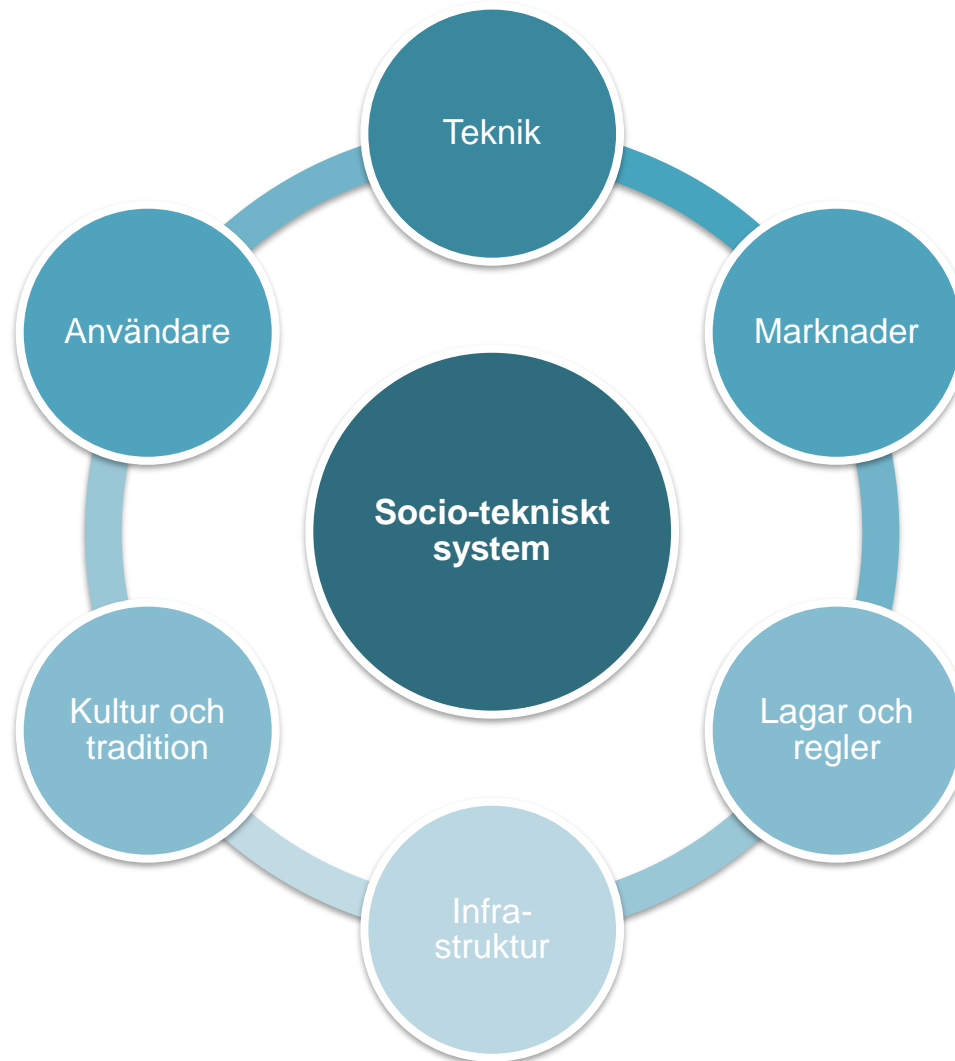 Teknik
Användare
Marknader
Socio-tekniskt
system
Kultur och
tradition
Lagar och
regler
Infra-
struktur